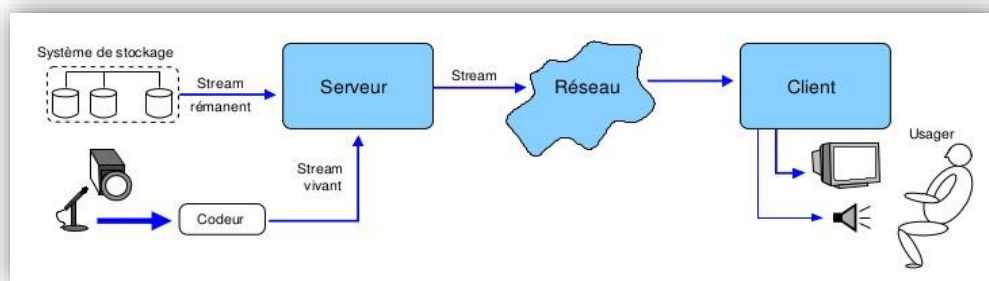 Système de stockage
Stream
rémanent
Serveur
Stream
Réseau
Client
Usager
Stream
vivant
Codeur